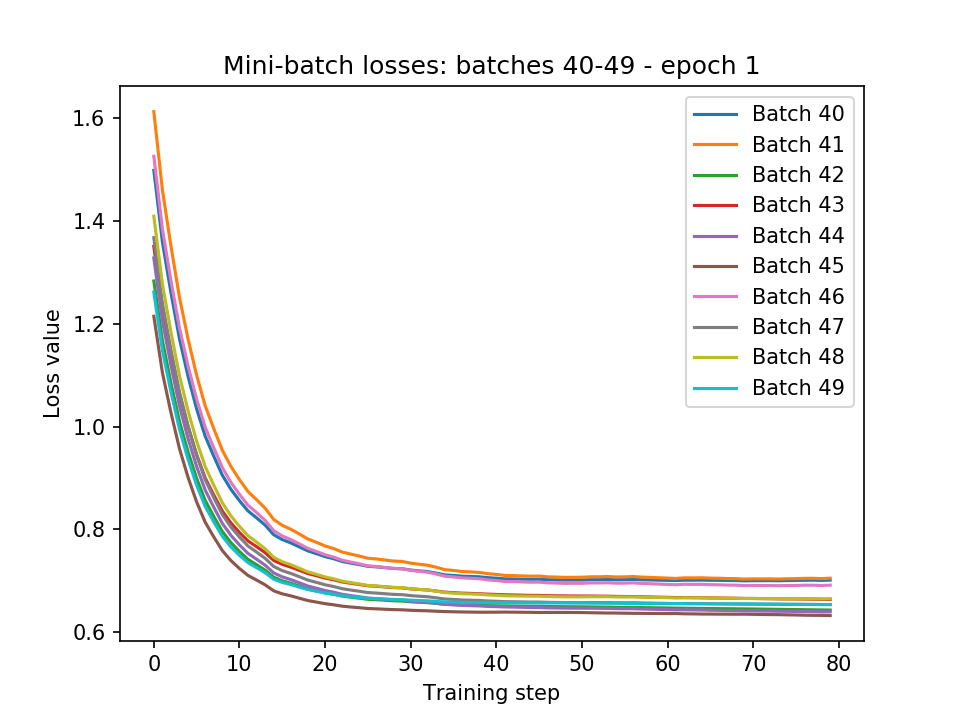 Mini-batch losses: batches 40-49 - epoch 1
1.6
1.4
1.2
1.0
0.8
0.6
Loss value
0 10 20 30 40 50 60 70 80
Training step
Batch 40
Batch 41
Batch 42
Batch 43
Batch 44
Batch 45
Batch 46
Batch 47
Batch 48
Batch 49